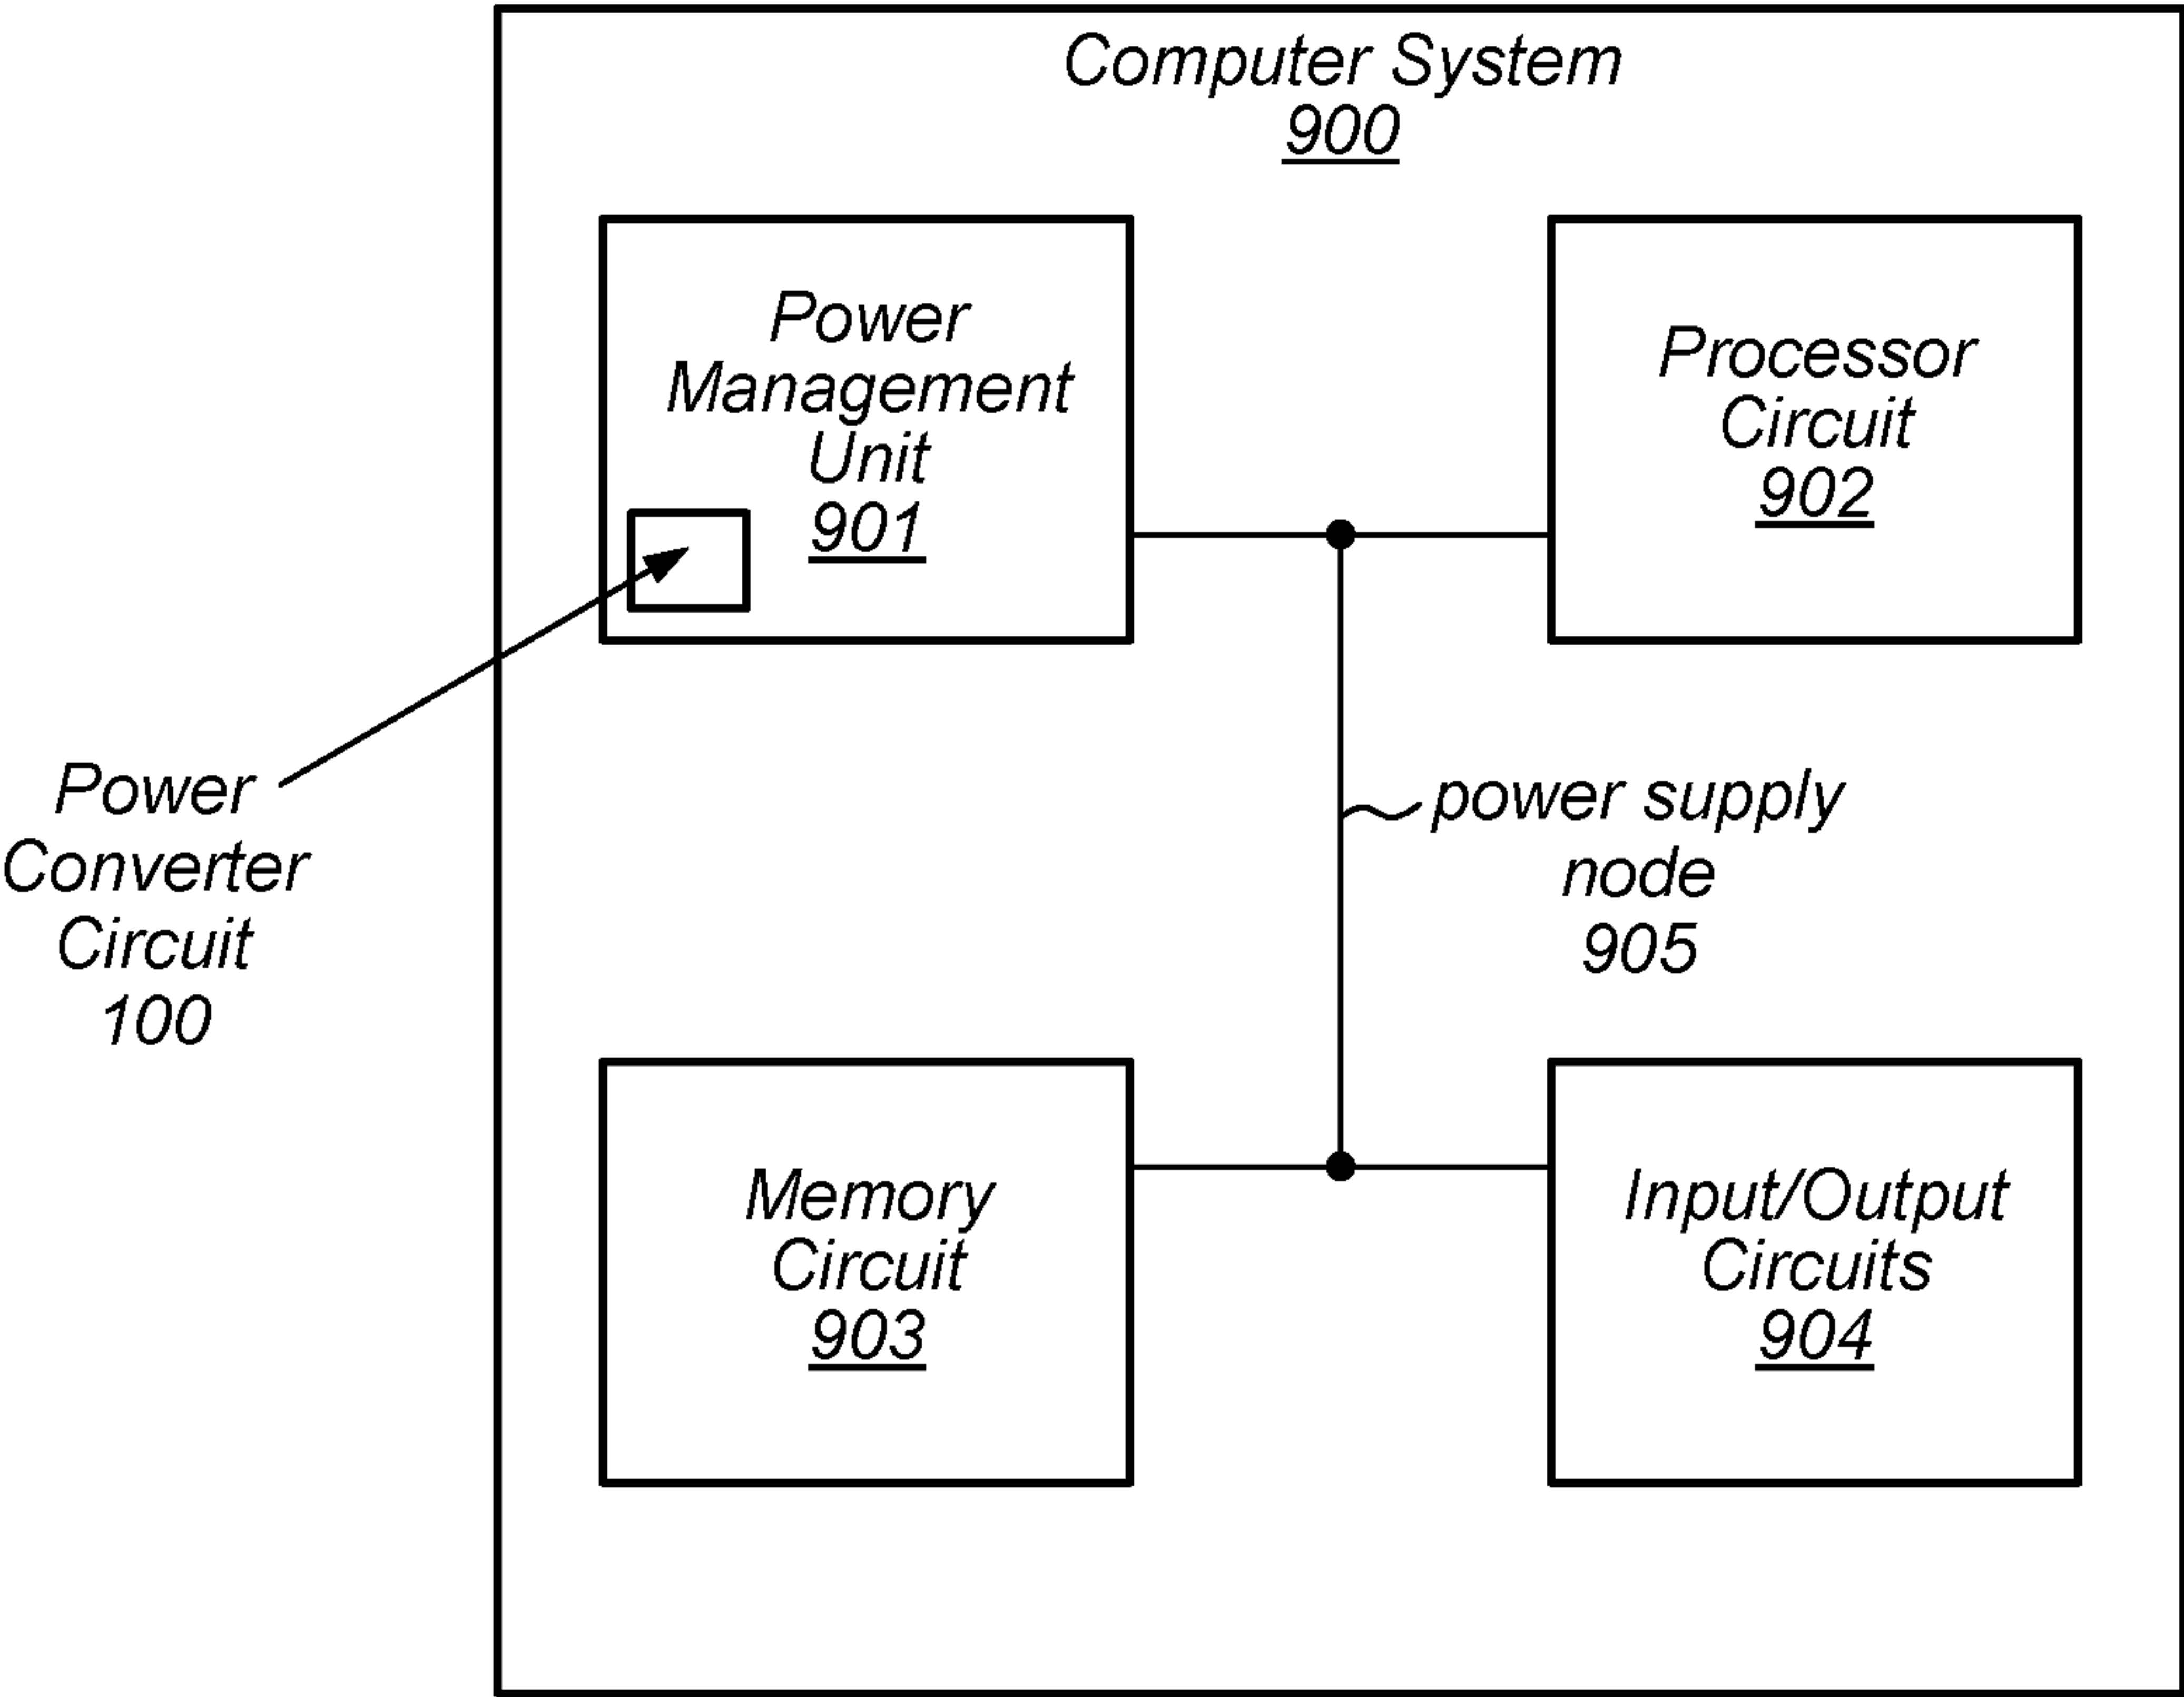 Computer System
900
Power
Management
Unit
901
Processor
Circuit
902
Power
Converter
Circuit
100
power supply
node
905
Memory
Circuit
903
Input/Output
Circuits
904